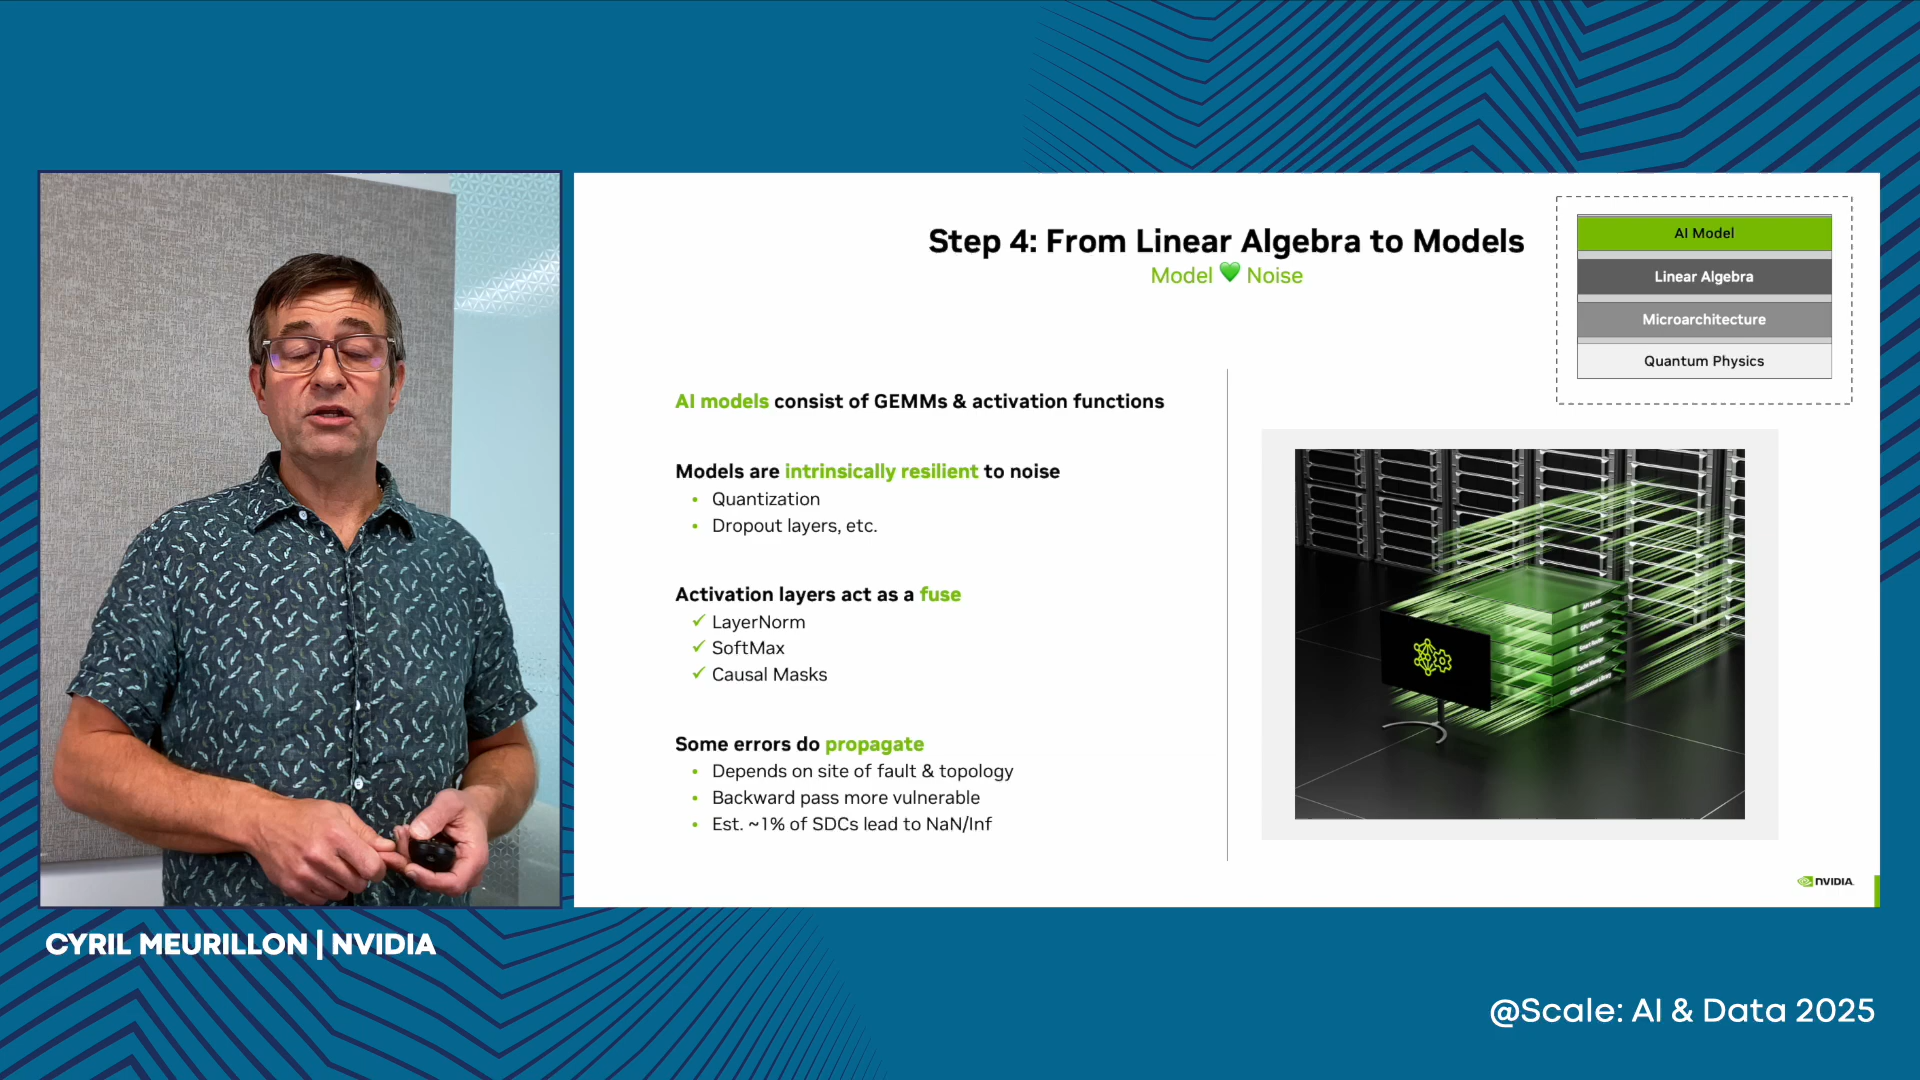 Step 4: From Linear Algebra to Models
Model 💚 Noise
AI Model
Linear Algebra
Microarchitecture
Quantum Physics
AI models consist of GEMMs & activation functions
Models are intrinsically resilient to noise
• Quantization
• Dropout layers, etc.
Activation layers act as a fuse
✓ LayerNorm
✓ SoftMax
✓ Causal Masks
Some errors do propagate
• Depends on site of fault & topology
• Backward pass more vulnerable
• Est. ~1% of SDCs lead to NaN/Inf
NVIDIA
CYRIL MEURILLON | NVIDIA
@Scale: AI & Data 2025